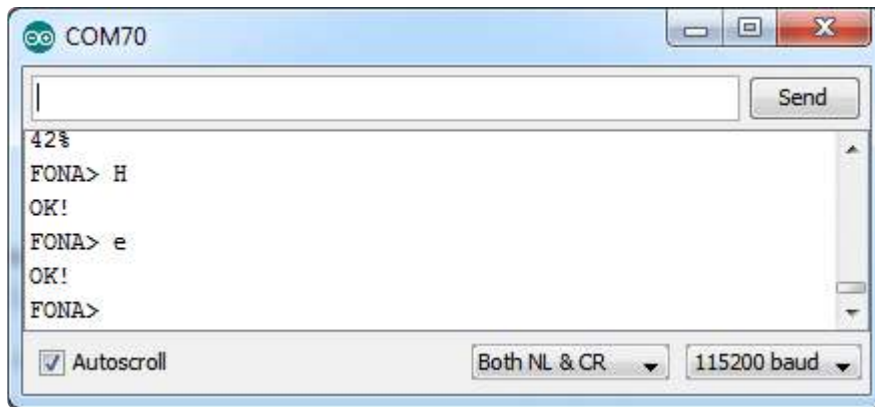 COM70
Send
42%
FONA> H
OK!
FONA> e
OK!
FONA>
Autoscroll
Both NL & CR
115200 baud